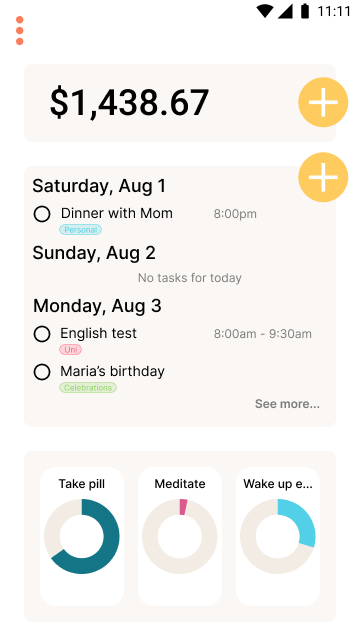 11:11
$1,438.67
Saturday, Aug 1
Dinner with Mom 8:00pm
Personal
Sunday, Aug 2
No tasks for today
Monday, Aug 3
English test 8:00am - 9:30am
Uni
Maria’s birthday
Celebrations
See more...
Take pill Meditate Wake up e...